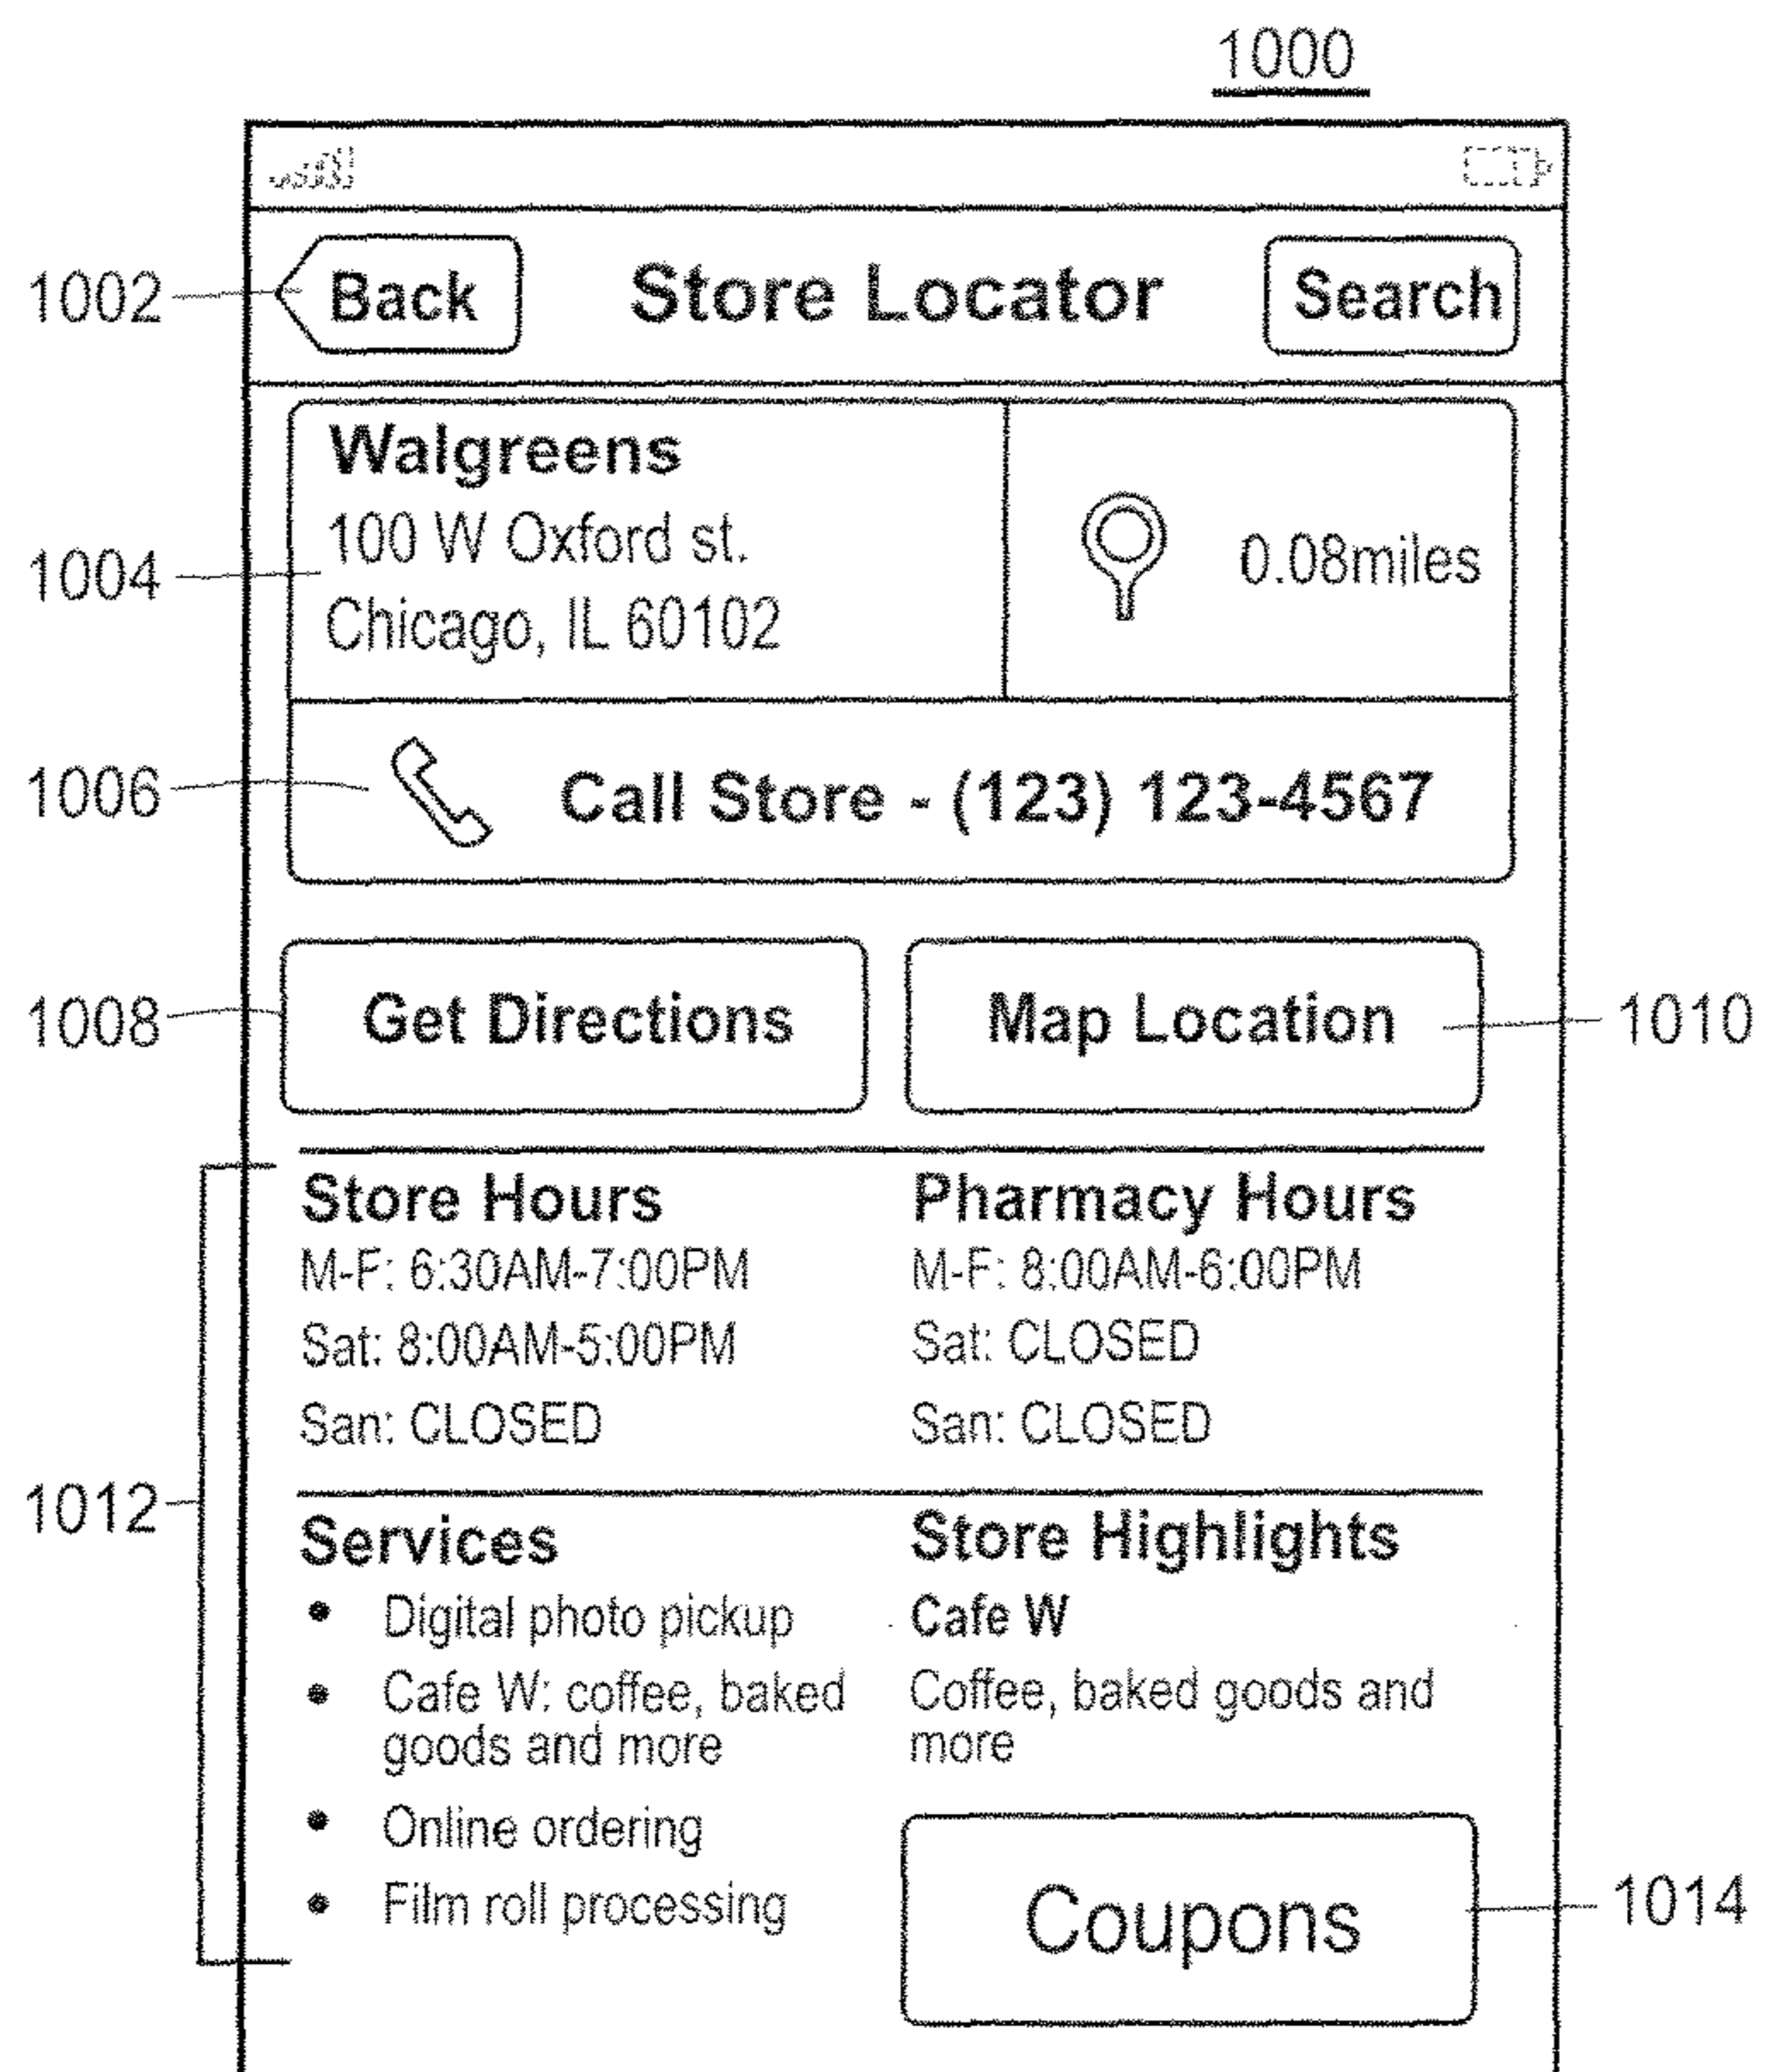 1000
1002
Back
Store Locator
Search
Walgreens
100 W Oxford st.
Chicago, IL 60102
0.08miles
1004
1006
Call Store - (123) 123-4567
1008
Get Directions
Map Location
1010
1012
Store Hours
M-F: 6:30AM-7:00PM
Sat: 8:00AM-5:00PM
San: CLOSED
Pharmacy Hours
M-F: 8:00AM-6:00PM
Sat: CLOSED
San: CLOSED
Services
• Digital photo pickup
• Cafe W: coffee, baked
goods and more
• Online ordering
• Film roll processing
Store Highlights
Cafe W
Coffee, baked goods and
more
Coupons
1014